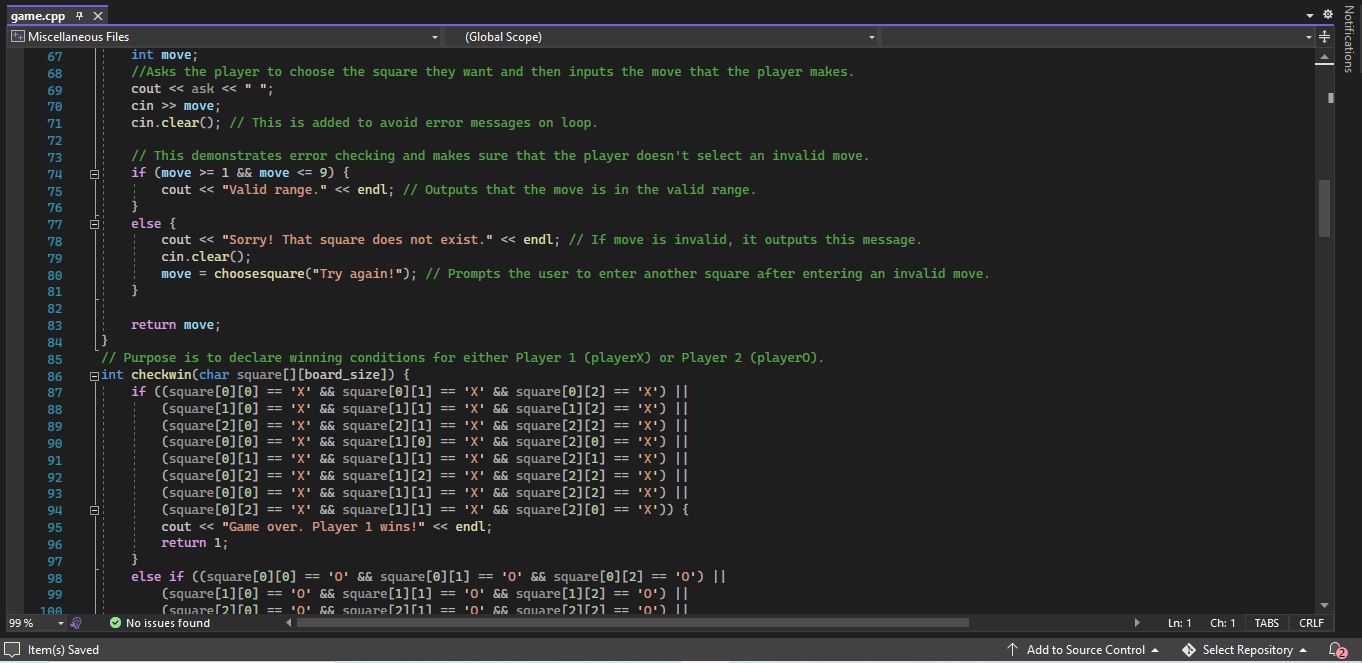 game.cpp
Notifications
Miscellaneous Files (Global Scope)
67 int move;
68 //Asks the player to choose the square they want and then inputs the move that the player makes.
69 cout << ask << " ";
70 cin >> move;
71 cin.clear(); // This is added to avoid error messages on loop.
72
73 // This demonstrates error checking and makes sure that the player doesn't select an invalid move.
74 if (move >= 1 && move <= 9) {
75 cout << "Valid range." << endl; // Outputs that the move is in the valid range.
76 }
77 else {
78 cout << "Sorry! That square does not exist." << endl; // If move is invalid, it outputs this message.
79 cin.clear();
80 move = choosesquare("Try again!"); // Prompts the user to enter another square after entering an invalid move.
81 }
82
83 return move;
84 }
85 // Purpose is to declare winning conditions for either Player 1 (playerX) or Player 2 (playerO).
86 int checkwin(char square[][board_size]) {
87 if ((square[0][0] == 'X' && square[0][1] == 'X' && square[0][2] == 'X') ||
88 (square[1][0] == 'X' && square[1][1] == 'X' && square[1][2] == 'X') ||
89 (square[2][0] == 'X' && square[2][1] == 'X' && square[2][2] == 'X') ||
90 (square[0][0] == 'X' && square[1][0] == 'X' && square[2][0] == 'X') ||
91 (square[0][1] == 'X' && square[1][1] == 'X' && square[2][1] == 'X') ||
92 (square[0][2] == 'X' && square[1][2] == 'X' && square[2][2] == 'X') ||
93 (square[0][0] == 'X' && square[1][1] == 'X' && square[2][2] == 'X') ||
94 (square[0][2] == 'X' && square[1][1] == 'X' && square[2][0] == 'X')) {
95 cout << "Game over. Player 1 wins!" << endl;
96 return 1;
97 }
98 else if ((square[0][0] == 'O' && square[0][1] == 'O' && square[0][2] == 'O') ||
99 (square[1][0] == 'O' && square[1][1] == 'O' && square[1][2] == 'O') ||
100 (square[2][0] == 'O' && square[2][1] == 'O' && square[2][2] == 'O') ||
99 % No issues found Ln: 1 Ch: 1 TABS CRLF
Item(s) Saved Add to Source Control Select Repository 2